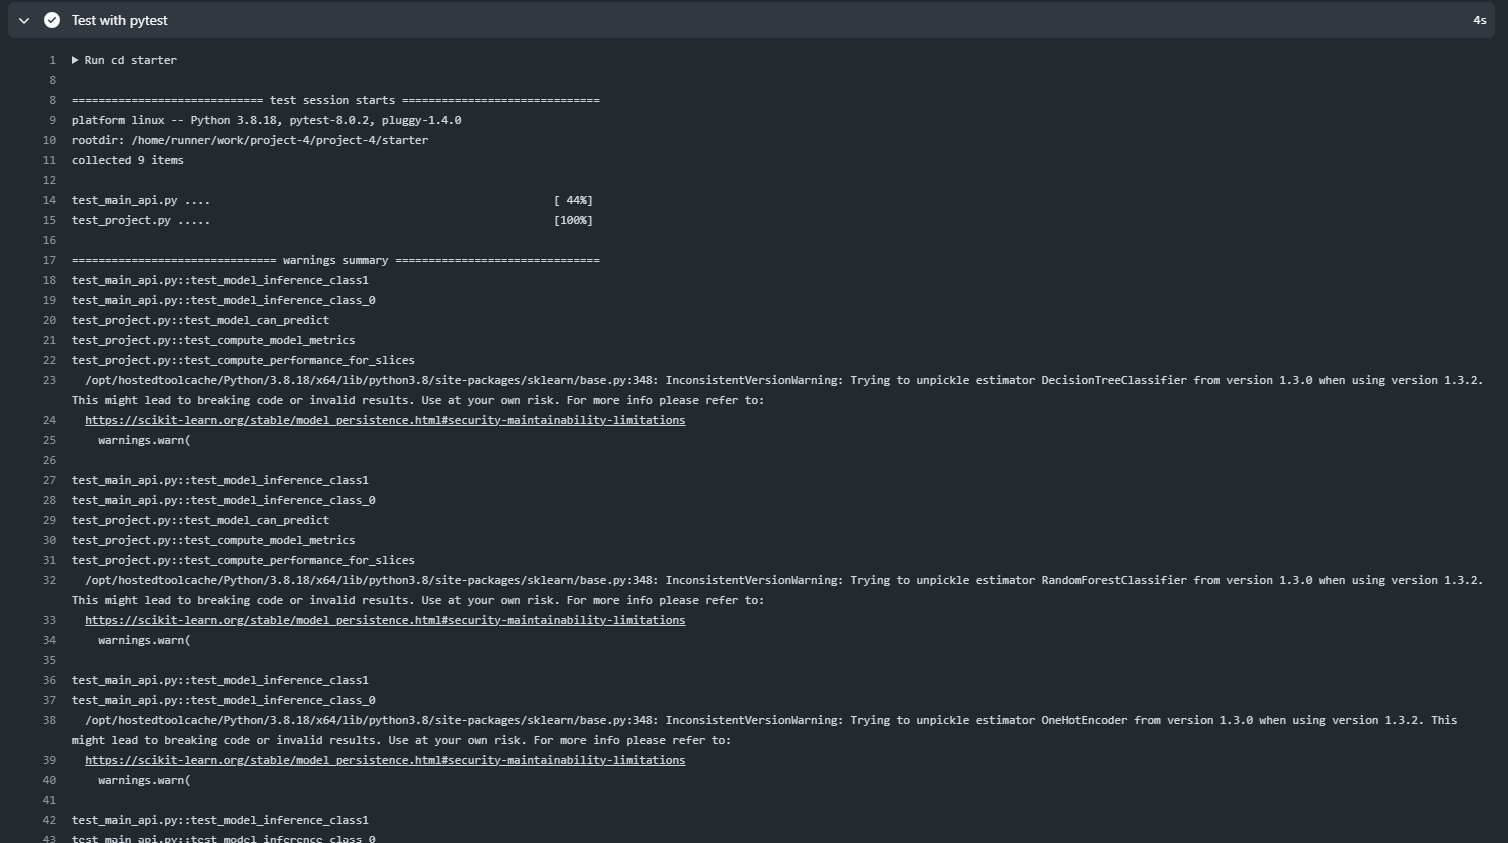 Test with pytest 4s
1 Run cd starter
8
8 ============================= test session starts ==============================
9 platform linux -- Python 3.8.18, pytest-8.0.2, pluggy-1.4.0
10 rootdir: /home/runner/work/project-4/project-4/starter
11 collected 9 items
12
14 test_main_api.py .... [ 44%]
15 test_project.py ..... [100%]
16
17 =============================== warnings summary ===============================
18 test_main_api.py::test_model_inference_class1
19 test_main_api.py::test_model_inference_class_0
20 test_project.py::test_model_can_predict
21 test_project.py::test_compute_model_metrics
22 test_project.py::test_compute_performance_for_slices
23 /opt/hostedtoolcache/Python/3.8.18/x64/lib/python3.8/site-packages/sklearn/base.py:348: InconsistentVersionWarning: Trying to unpickle estimator DecisionTreeClassifier from version 1.3.0 when using version 1.3.2.
This might lead to breaking code or invalid results. Use at your own risk. For more info please refer to:
24 https://scikit-learn.org/stable/model_persistence.html#security-maintainability-limitations
25 warnings.warn(
26
27 test_main_api.py::test_model_inference_class1
28 test_main_api.py::test_model_inference_class_0
29 test_project.py::test_model_can_predict
30 test_project.py::test_compute_model_metrics
31 test_project.py::test_compute_performance_for_slices
32 /opt/hostedtoolcache/Python/3.8.18/x64/lib/python3.8/site-packages/sklearn/base.py:348: InconsistentVersionWarning: Trying to unpickle estimator RandomForestClassifier from version 1.3.0 when using version 1.3.2.
This might lead to breaking code or invalid results. Use at your own risk. For more info please refer to:
33 https://scikit-learn.org/stable/model_persistence.html#security-maintainability-limitations
34 warnings.warn(
35
36 test_main_api.py::test_model_inference_class1
37 test_main_api.py::test_model_inference_class_0
38 /opt/hostedtoolcache/Python/3.8.18/x64/lib/python3.8/site-packages/sklearn/base.py:348: InconsistentVersionWarning: Trying to unpickle estimator OneHotEncoder from version 1.3.0 when using version 1.3.2. This
might lead to breaking code or invalid results. Use at your own risk. For more info please refer to:
39 https://scikit-learn.org/stable/model_persistence.html#security-maintainability-limitations
40 warnings.warn(
41
42 test_main_api.py::test_model_inference_class1
43 test_main_api.py::test_model_inference_class_0